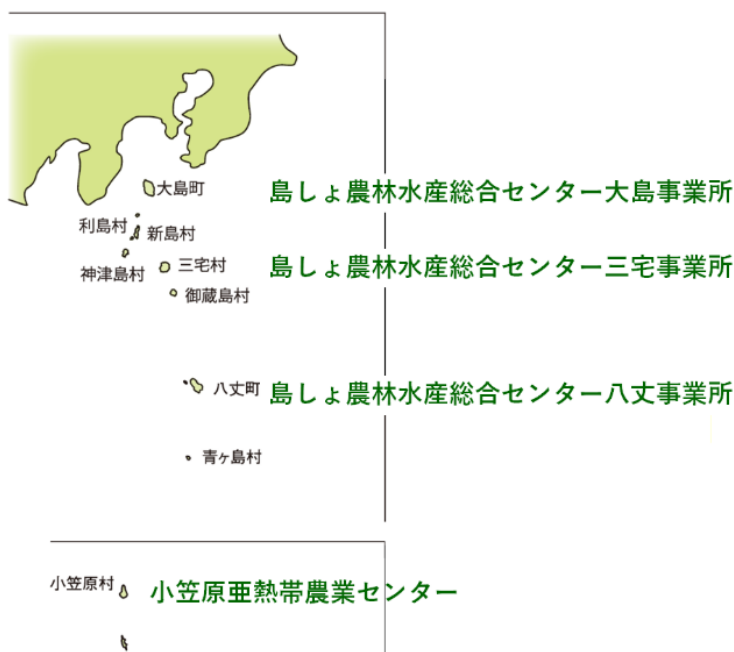 大島町
島しょ農林水産総合センター大島事業所
利島村
新島村
神津島村
三宅村
島しょ農林水産総合センター三宅事業所
御蔵島村
八丈町
島しょ農林水産総合センター八丈事業所
青ヶ島村
小笠原村
小笠原亜熱帯農業センター